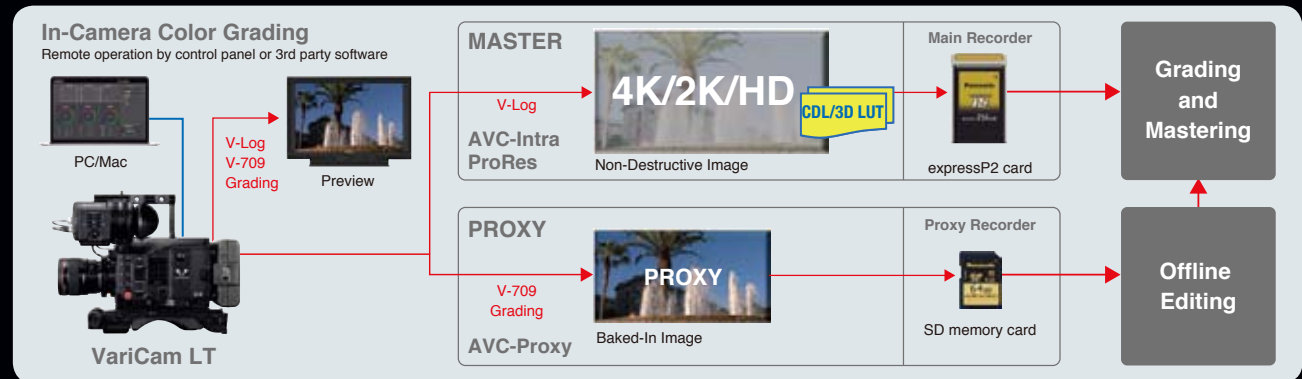 In-Camera Color Grading
Remote operation by control panel or 3rd party software
PC/Mac
V-Log
V-709
Grading
Preview
VariCam LT
MASTER
V-Log
AVC-Intra
ProRes
4K/2K/HD
CDL/3D LUT
Non-Destructive Image
Main Recorder
Panasonic
expressP2 card
PROXY
V-709
Grading
AVC-Proxy
PROXY
Baked-In Image
Proxy Recorder
Panasonic
64
SD memory card
Grading
and
Mastering
Offline
Editing